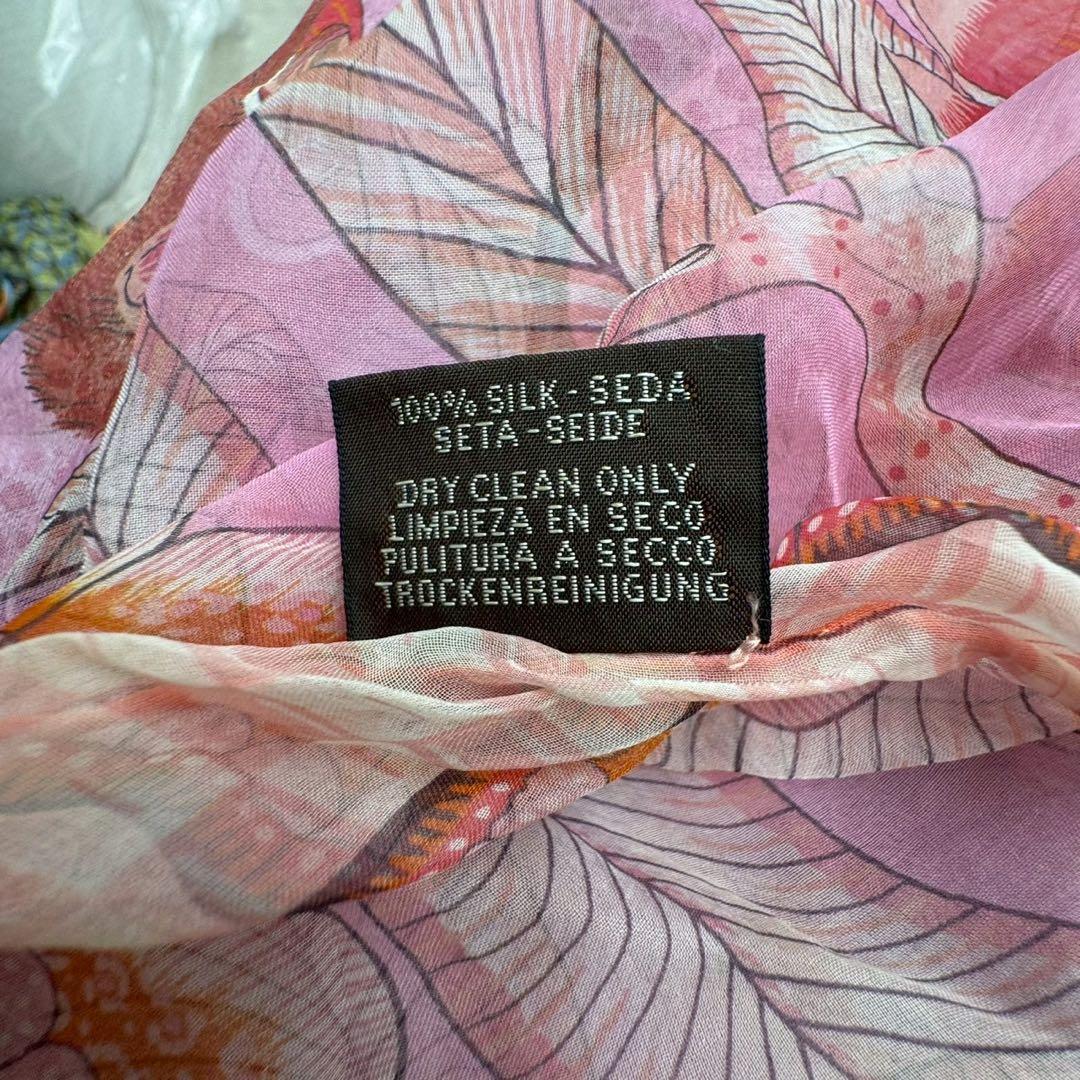 100% SILK - SEDA
SETA - SEIDE
DRY CLEAN ONLY
LIMPIEZA EN SECO
PULITURA A SECCO
TROCKENREINIGUNG